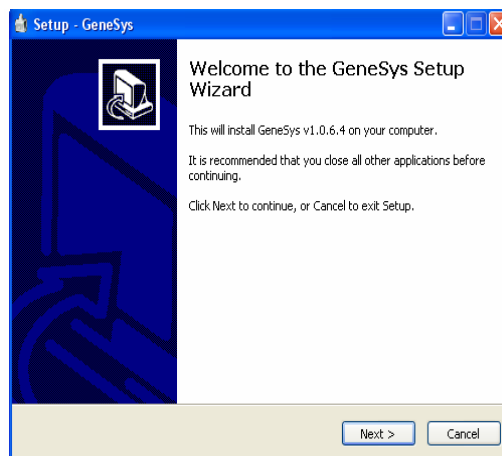 Setup - GeneSys
Welcome to the GeneSys Setup
Wizard
This will install GeneSys v1.0.6.4 on your computer.
It is recommended that you close all other applications before
continuing.
Click Next to continue, or Cancel to exit Setup.
Next >
Cancel